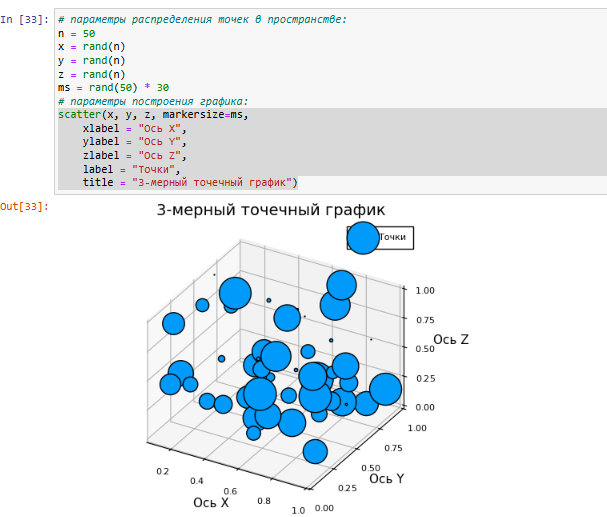 In [33]: # параметры распределения точек в пространстве:
n = 50
x = rand(n)
y = rand(n)
z = rand(n)
ms = rand(50) * 30
# параметры построения графика:
scatter(x, y, z, markersize=ms,
    xlabel = "Ось X",
    ylabel = "Ось Y",
    zlabel = "Ось Z",
    label = "Точки",
    title = "3-мерный точечный график")
Out[33]:
3-мерный точечный график
Точки
1.00
0.75
Ось Z
0.50
0.25
0.00
1.00
0.75
0.50
Ось Y
0.25
0.00
0.2
0.4
0.6
0.8
1.0
Ось X